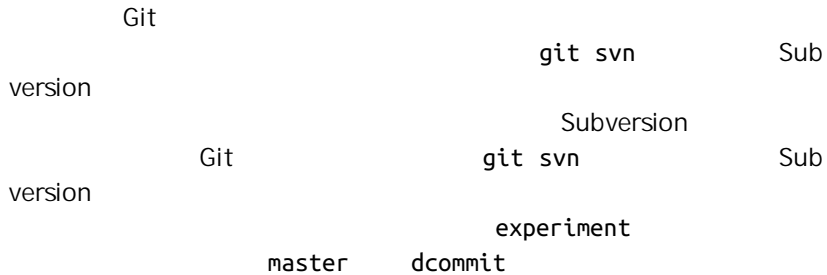 Git
git svn Sub
version
Subversion
Git git svn Sub
version
experiment
master dcommit